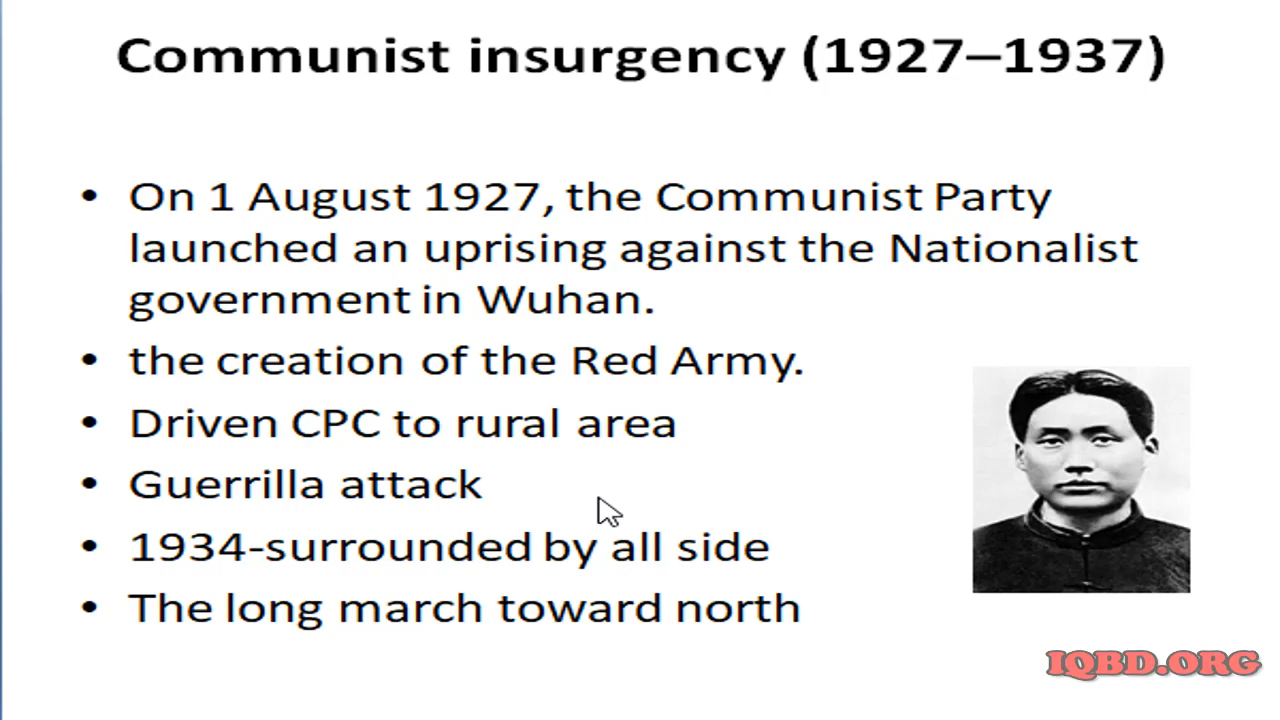 Communist insurgency (1927–1937)
• On 1 August 1927, the Communist Party
launched an uprising against the Nationalist
government in Wuhan.
• the creation of the Red Army.
• Driven CPC to rural area
• Guerrilla attack
• 1934-surrounded by all side
• The long march toward north
IQBD.ORG